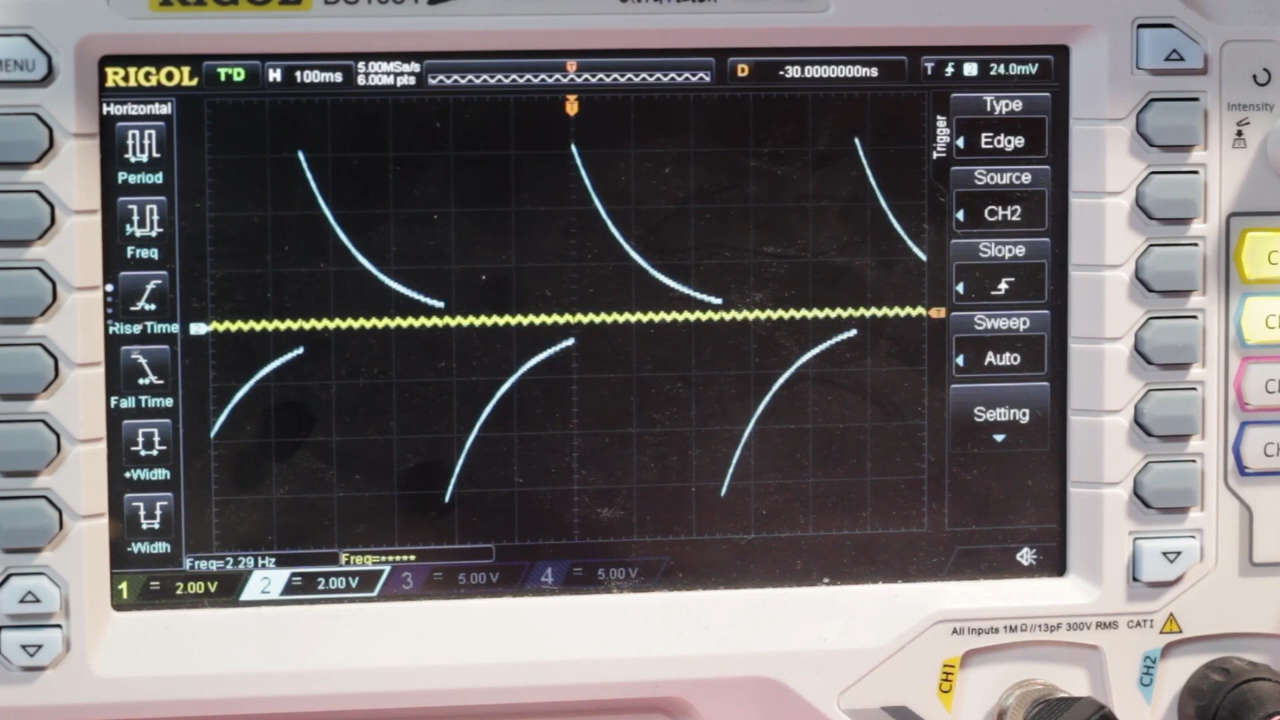 RIGOL
MENU
RIGOL T'D H 100ms 5.00MSa/s 6.00M pts D -30.0000000ns T 2 24.0mV
Horizontal
Period
Freq
Rise Time
Fall Time
+Width
-Width
T
T
2
T
Trigger
Type
Edge
Source
CH2
Slope
Sweep
Auto
Setting
Freq=2.29 Hz Freq=*****
1 = 2.00 V 2 = 2.00 V 3 = 5.00 V 4 = 5.00 V
Intensity
All Inputs 1MΩ//13pF 300V RMS CATI
CH1
CH2